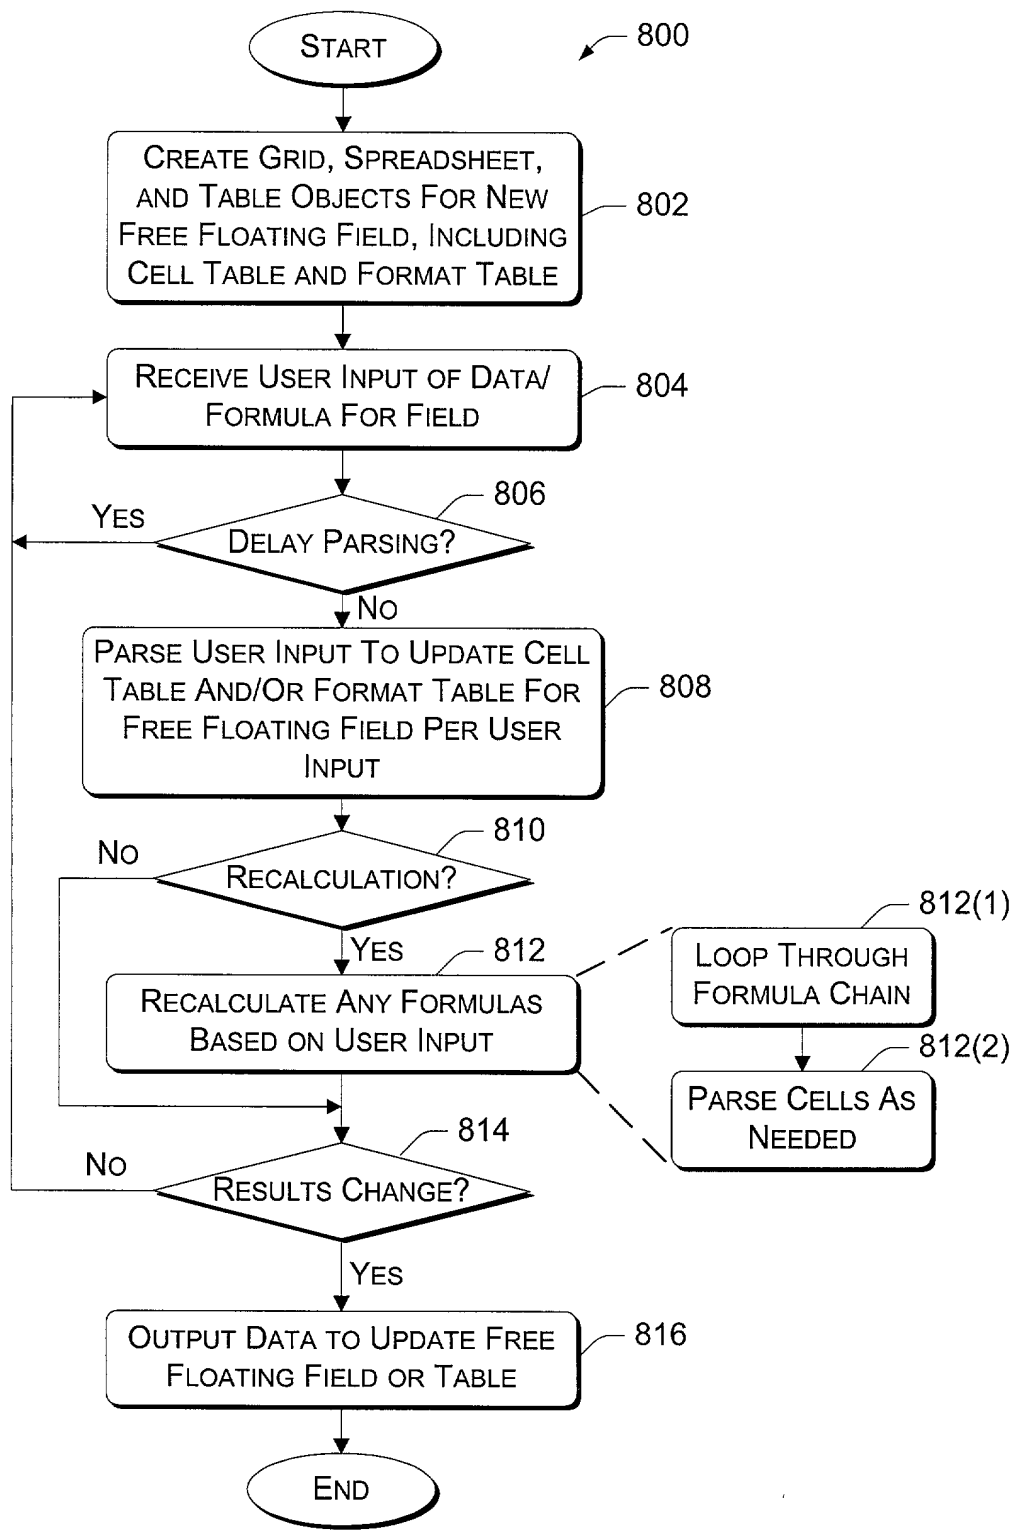 START
800
CREATE GRID, SPREADSHEET,
AND TABLE OBJECTS FOR NEW
FREE FLOATING FIELD, INCLUDING
CELL TABLE AND FORMAT TABLE
802
RECEIVE USER INPUT OF DATA/
FORMULA FOR FIELD
804
806
YES
DELAY PARSING?
NO
PARSE USER INPUT TO UPDATE CELL
TABLE AND/OR FORMAT TABLE FOR
FREE FLOATING FIELD PER USER
INPUT
808
810
NO
RECALCULATION?
YES
812
RECALCULATE ANY FORMULAS
BASED ON USER INPUT
812(1)
LOOP THROUGH
FORMULA CHAIN
812(2)
PARSE CELLS AS
NEEDED
814
NO
RESULTS CHANGE?
YES
OUTPUT DATA TO UPDATE FREE
FLOATING FIELD OR TABLE
816
END